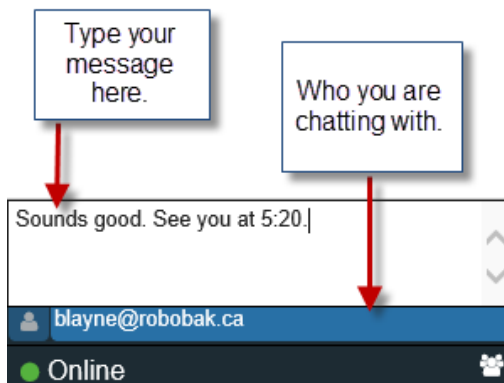 Type your
message
here.
Who you are
chatting with.
Sounds good. See you at 5:20.
blayne@robobak.ca
Online